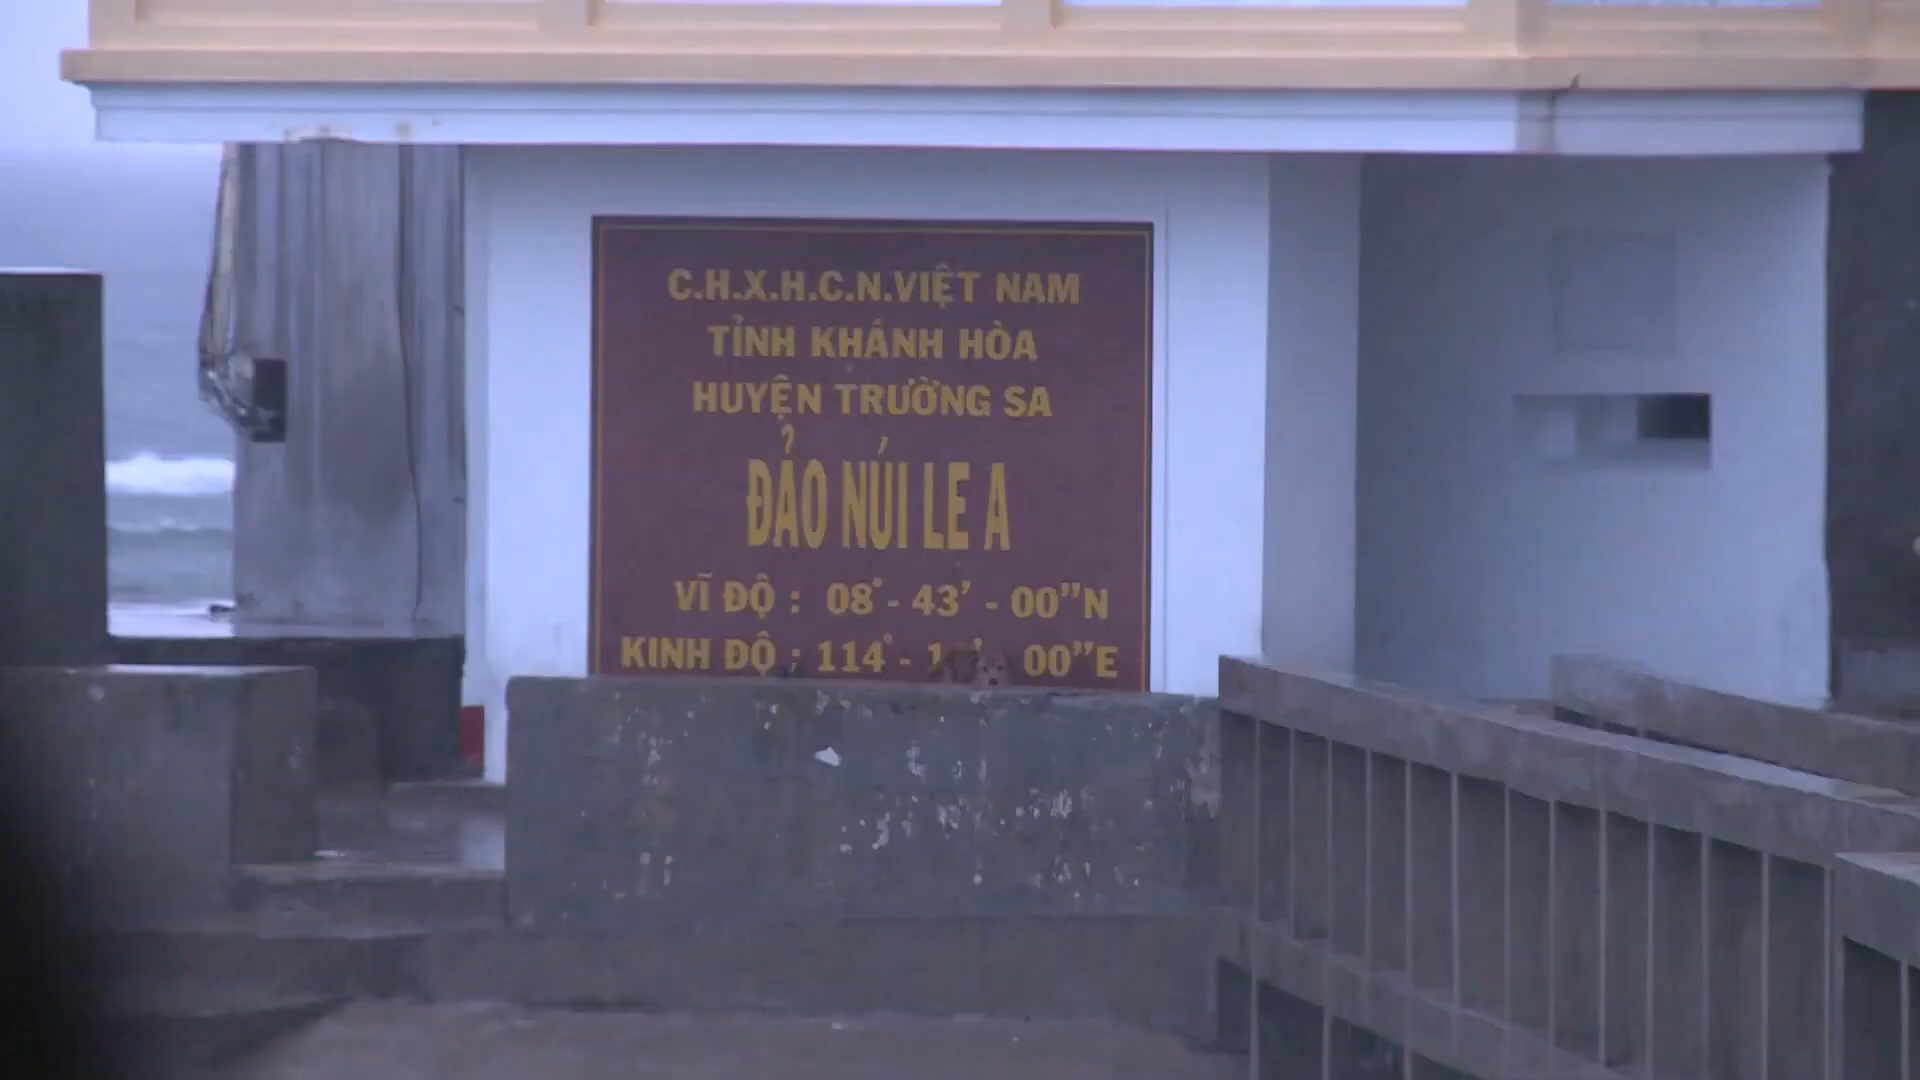 C.H.X.H.C.N.VIỆT NAM
TỈNH KHÁNH HÒA
HUYỆN TRƯỜNG SA
ĐẢO NÚI LE A
VĨ ĐỘ : 08° - 43' - 00"N
KINH ĐỘ : 114° - 00"E